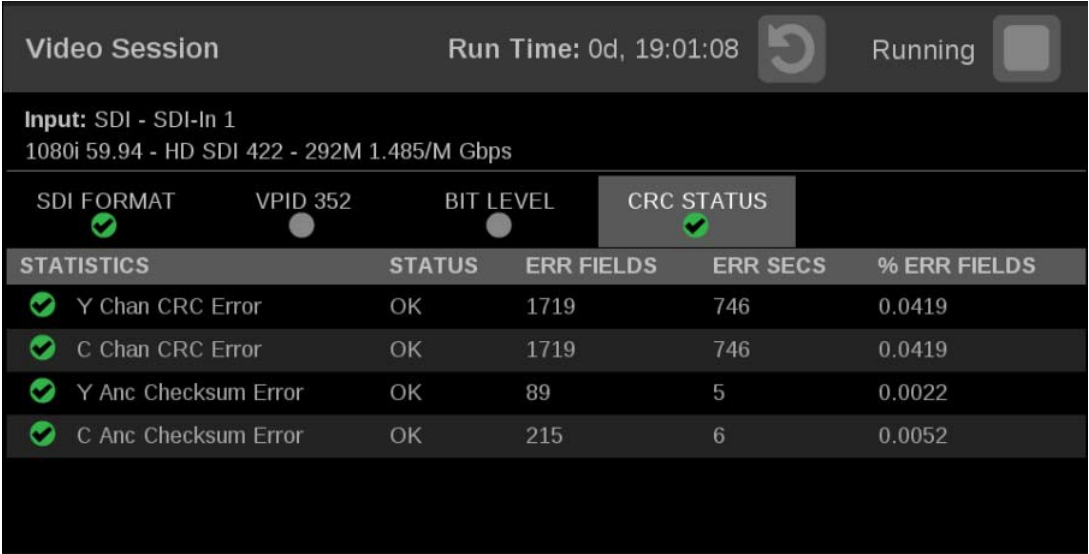 Video Session Run Time: 0d, 19:01:08 Running
Input: SDI - SDI-In 1
1080i 59.94 - HD SDI 422 - 292M 1.485/M Gbps
SDI FORMAT VPID 352 BIT LEVEL CRC STATUS
STATISTICS STATUS ERR FIELDS ERR SECS % ERR FIELDS
Y Chan CRC Error OK 1719 746 0.0419
C Chan CRC Error OK 1719 746 0.0419
Y Anc Checksum Error OK 89 5 0.0022
C Anc Checksum Error OK 215 6 0.0052